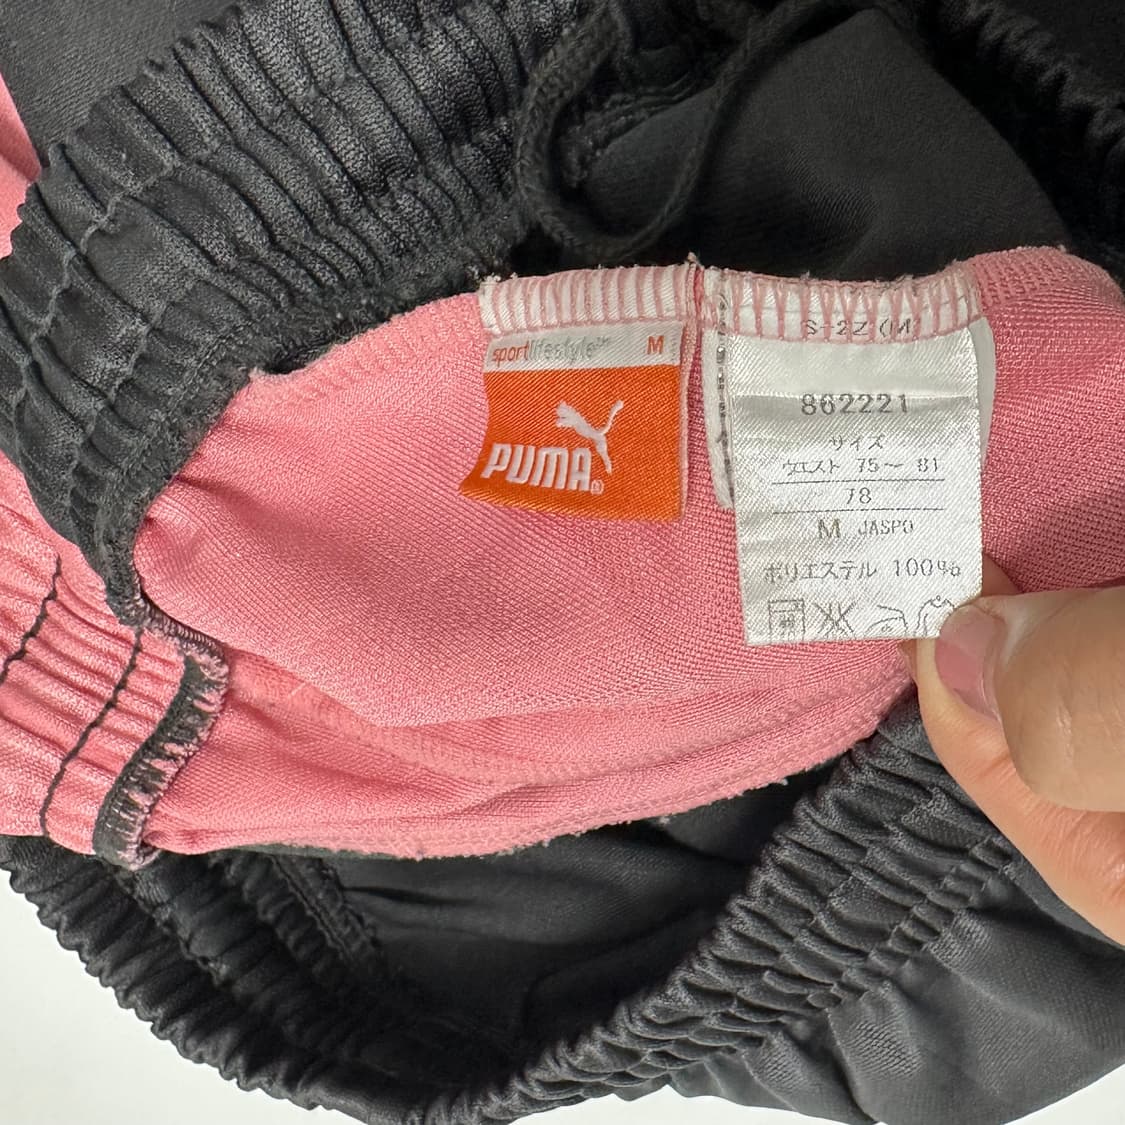 sportlifestyle™ M
PUMA®
S-2Z (M
862221
サイズ
ウエスト 75～81
78
M JASPO
ポリエステル 100%